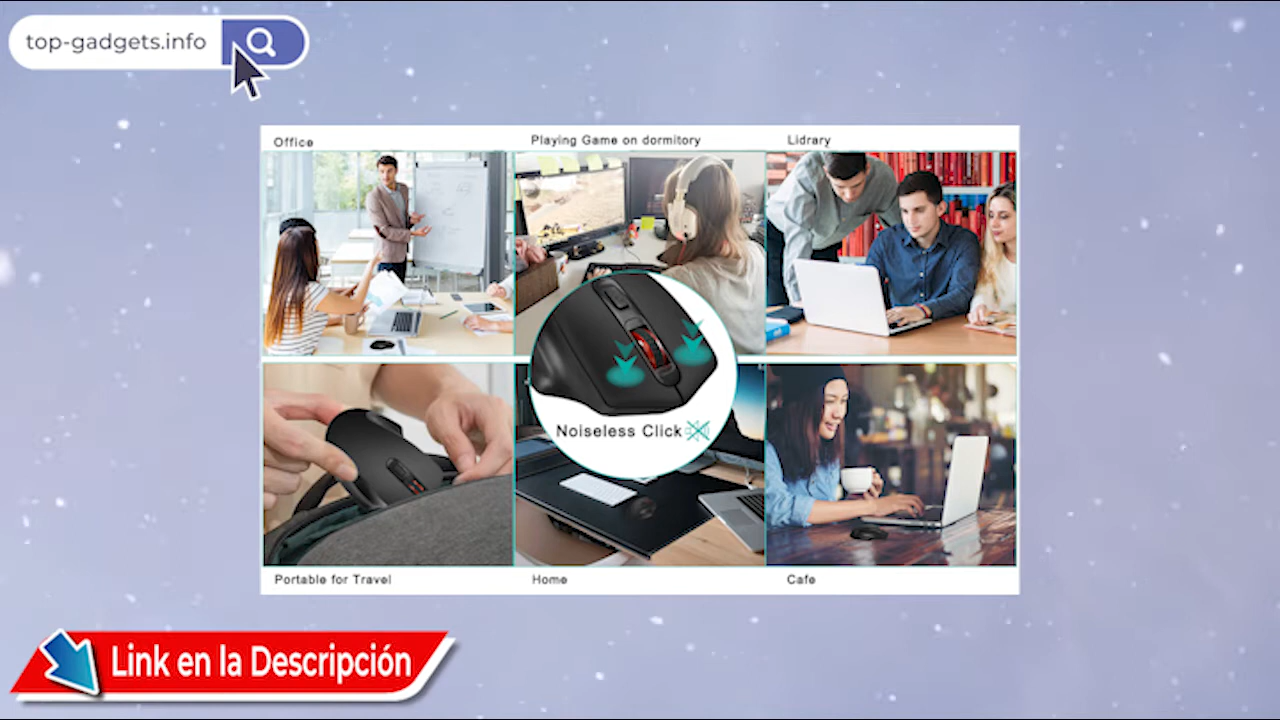 top-gadgets.info
Office
Playing Game on dormitory
Lidrary
Noiseless Click
Portable for Travel
Home
Cafe
Link en la Descripción